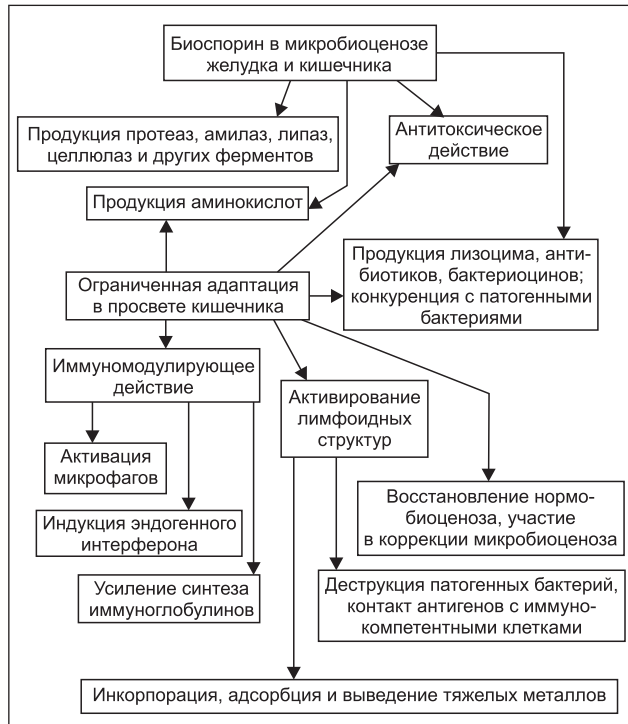 Биоспорин в микробиоценозе
желудка и кишечника
Продукция протеаз, амилаз, липаз,
целлюлаз и других ферментов
Антитоксическое
действие
Продукция аминокислот
Продукция лизоцима, анти-
биотиков, бактериоцинов;
конкуренция с патогенными
бактериями
Ограниченная адаптация
в просвете кишечника
Иммуномодулирующее
действие
Активирование
лимфоидных
структур
Активация
микрофагов
Восстановление нормо-
биоценоза, участие
в коррекции микробиоценоза
Индукция эндогенного
интерферона
Усиление синтеза
иммуноглобулинов
Деструкция патогенных бактерий,
контакт антигенов с иммуно-
компетентными клетками
Инкорпорация, адсорбция и выведение тяжелых металлов